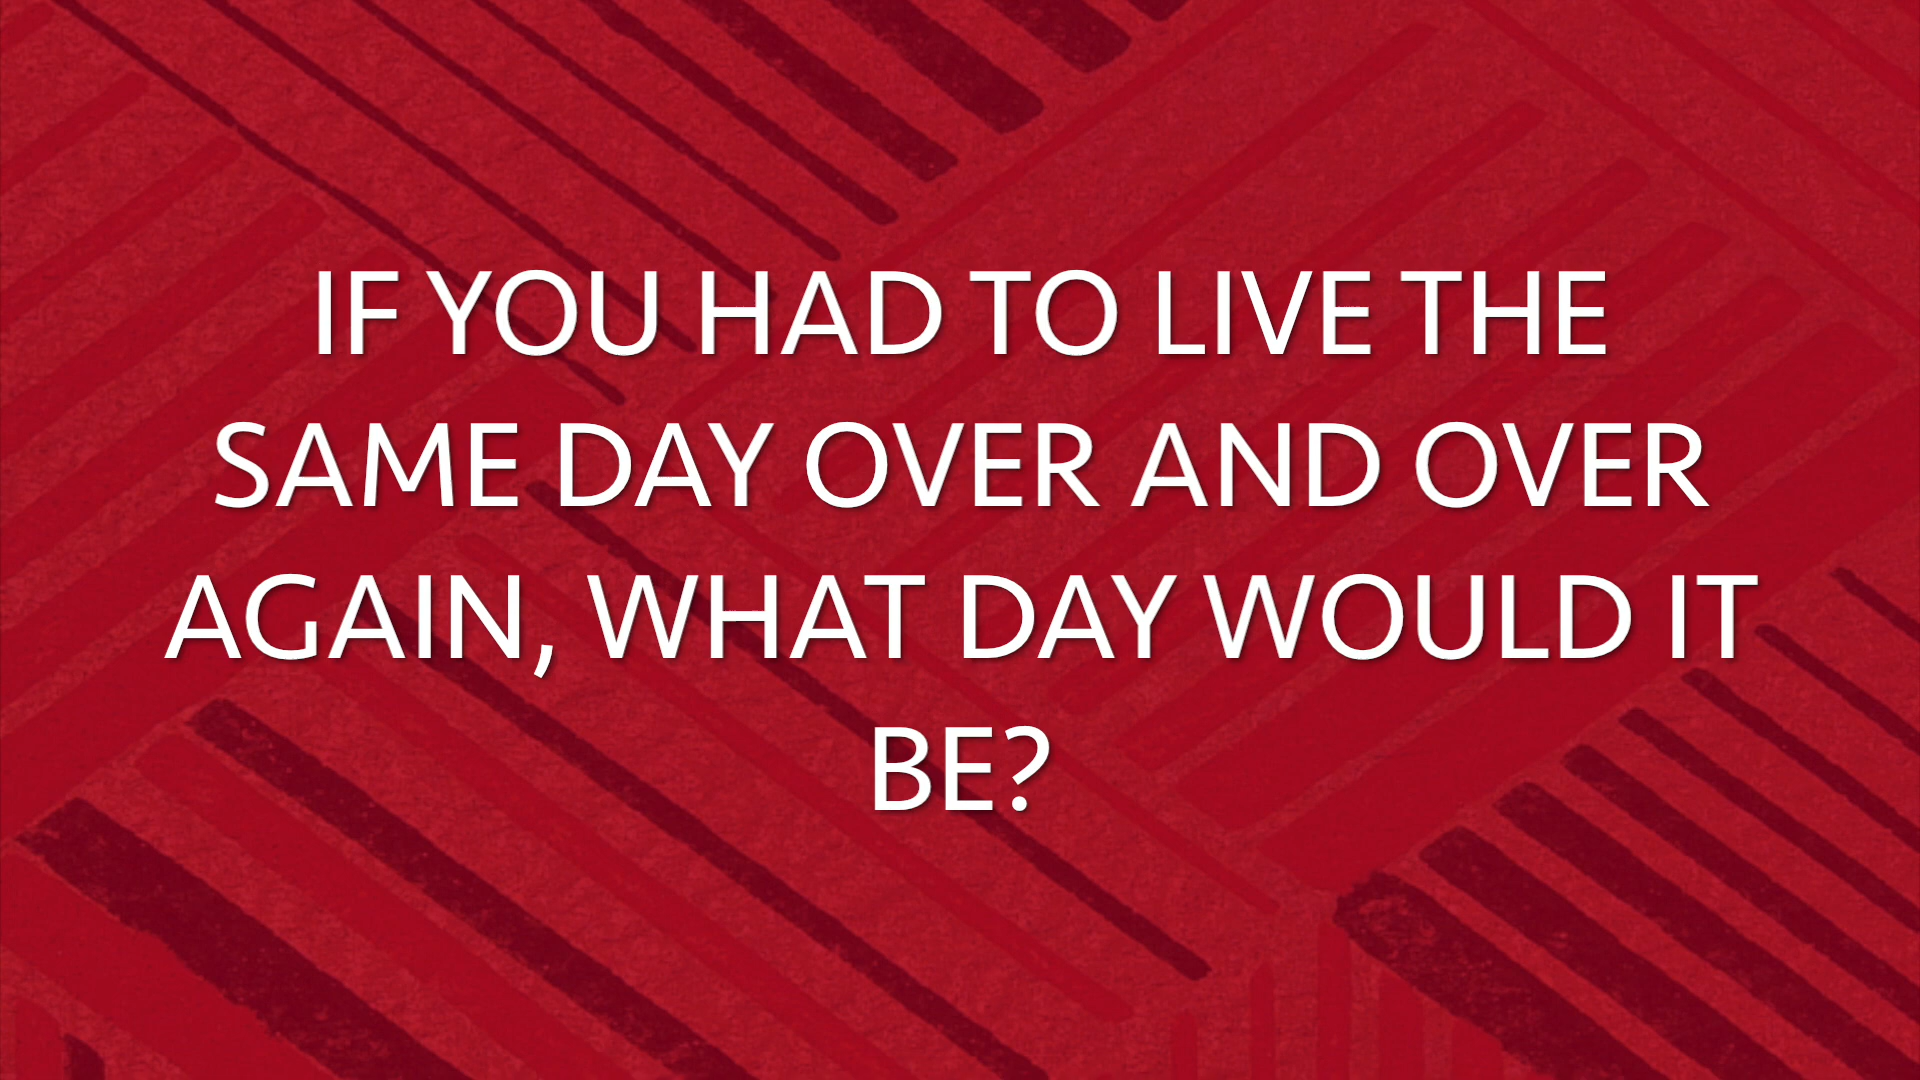 IF YOU HAD TO LIVE THE
SAME DAY OVER AND OVER
AGAIN, WHAT DAY WOULD IT
BE?